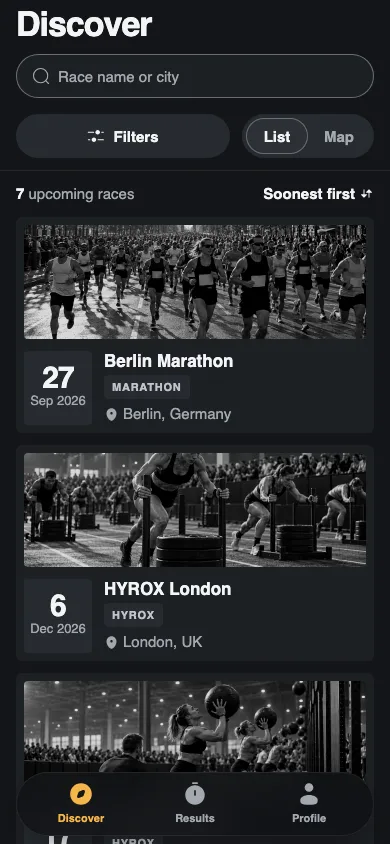 Discover
Race name or city
Filters
List
Map
7 upcoming races
Soonest first
27
Sep 2026
Berlin Marathon
MARATHON
Berlin, Germany
6
Dec 2026
HYROX London
HYROX
London, UK
Discover
Results
Profile
HYROX